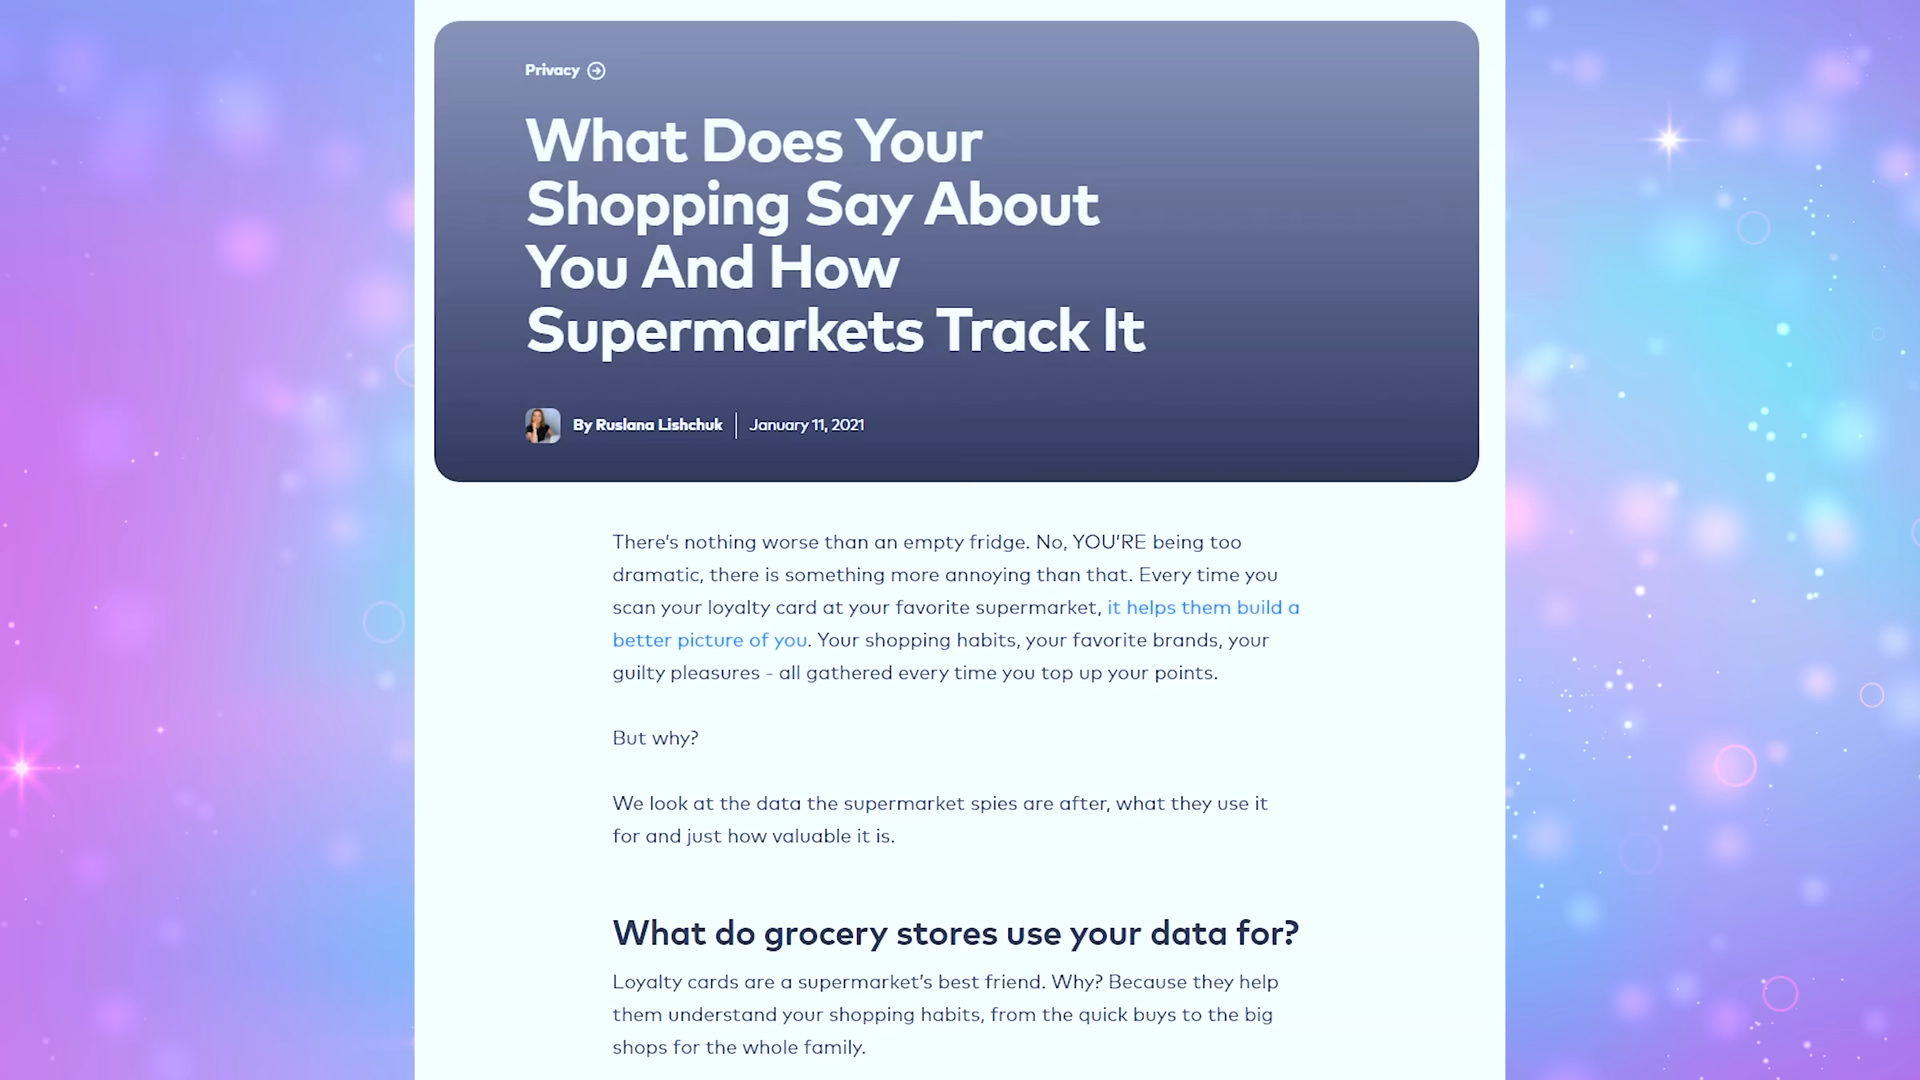 Privacy
What Does Your
Shopping Say About
You And How
Supermarkets Track It
By Ruslana Lishchuk | January 11, 2021
There's nothing worse than an empty fridge. No, YOU'RE being too
dramatic, there is something more annoying than that. Every time you
scan your loyalty card at your favorite supermarket, it helps them build a
better picture of you. Your shopping habits, your favorite brands, your
guilty pleasures - all gathered every time you top up your points.
But why?
We look at the data the supermarket spies are after, what they use it
for and just how valuable it is.
What do grocery stores use your data for?
Loyalty cards are a supermarket's best friend. Why? Because they help
them understand your shopping habits, from the quick buys to the big
shops for the whole family.